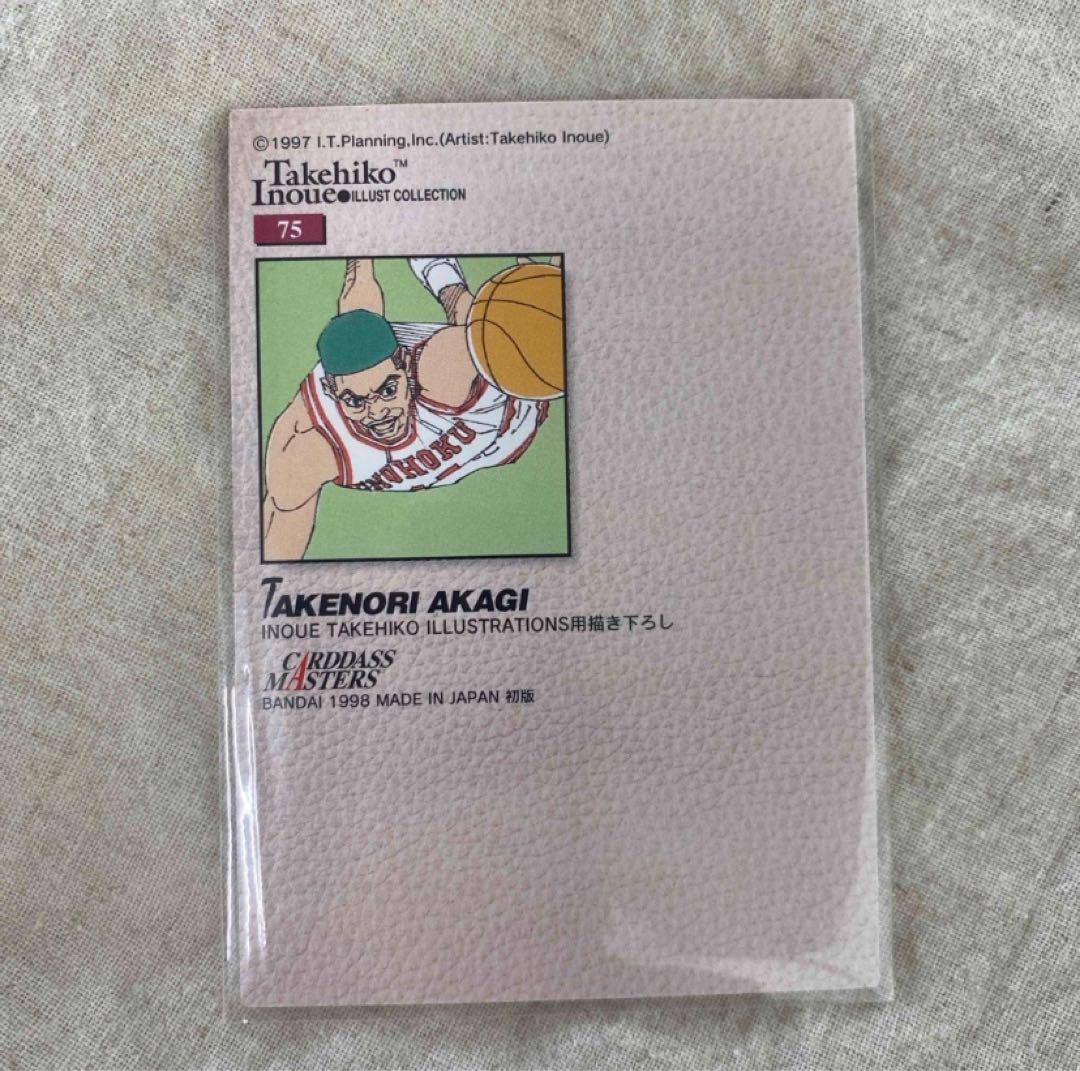 ©1997 I.T.Planning,Inc.(Artist:Takehiko Inoue)
Takehiko™
Inoue●ILLUST COLLECTION
75
OHOKU
TAKENORI AKAGI
INOUE TAKEHIKO ILLUSTRATIONS用描き下ろし
CARDDASS
MASTERS
BANDAI 1998 MADE IN JAPAN 初版